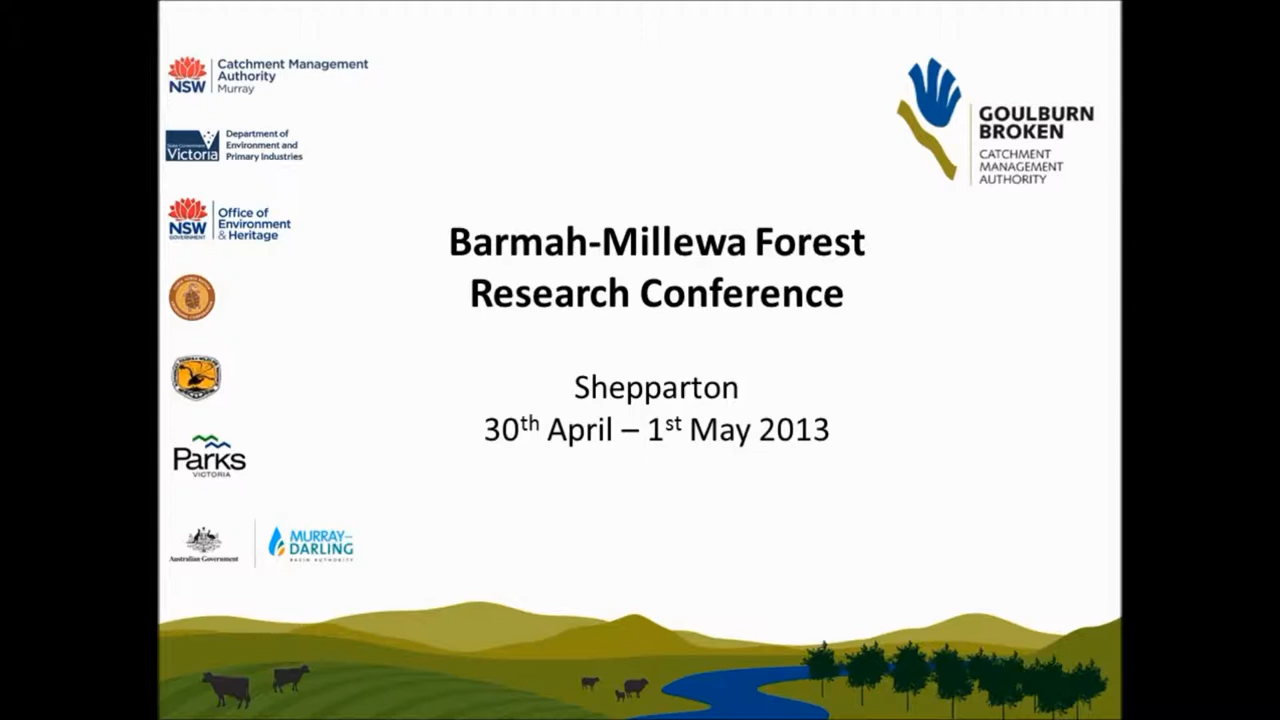 NSW
Catchment Management
Authority
Murray
Victoria
Department of
Environment and
Primary Industries
NSW
GOVERNMENT
Office of
Environment
& Heritage
Parks
VICTORIA
Australian Government
MURRAY–
DARLING
BASIN AUTHORITY
GOULBURN
BROKEN
CATCHMENT
MANAGEMENT
AUTHORITY
Barmah-Millewa Forest
Research Conference
Shepparton
30th April – 1st May 2013